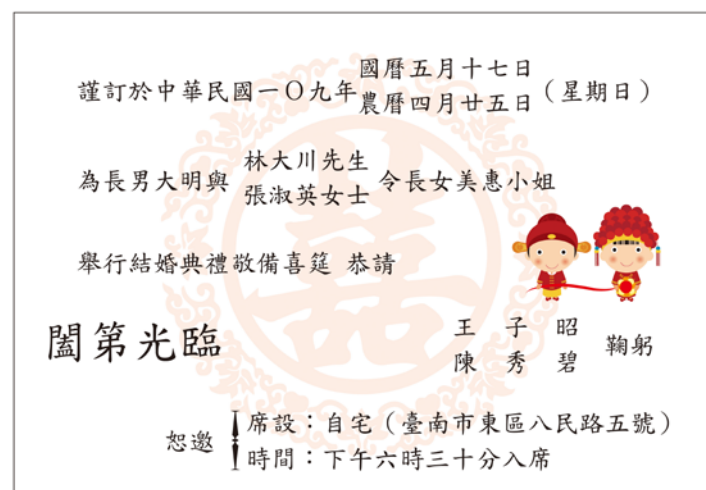 謹訂於中華民國一〇九年國曆五月十七日農曆四月廿五日（星期日）
為長男大明與林大川先生張淑英女士令長女美惠小姐
舉行結婚典禮敬備喜筵 恭請
闔第光臨
王子昭
陳秀碧
鞠躬
恕邀
席設：自宅（臺南市東區八民路五號）
時間：下午六時三十分入席
囍